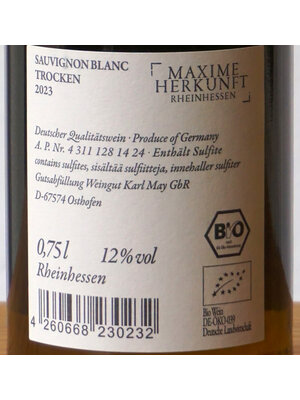 SAUVIGNON BLANC
TROCKEN
2023
MAXIME
HERKUNFT
RHEINHESSEN
Deutscher Qualitätswein · Produce of Germany
A. P. Nr. 4 311 128 14 24 · Enthält Sulfite
contains sulfites, sisältää sulfiitteja, innehaller sulfiter
Gutsabfüllung Weingut Karl May GbR
D-67574 Osthofen
0,75 l 12% vol
Rheinhessen
BIO
4 260668 230232
Bio Wein
DE-ÖKO-039
Deutsche Landwirtschaft